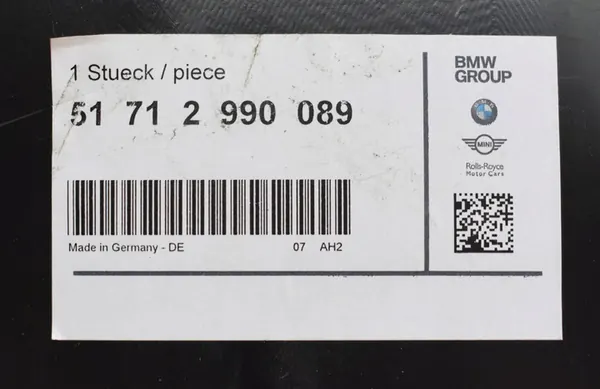 1 Stueck / piece
51 71 2 990 089
Made in Germany - DE 07 AH2
BMW
GROUP
MINI
Rolls-Royce
Motor Cars